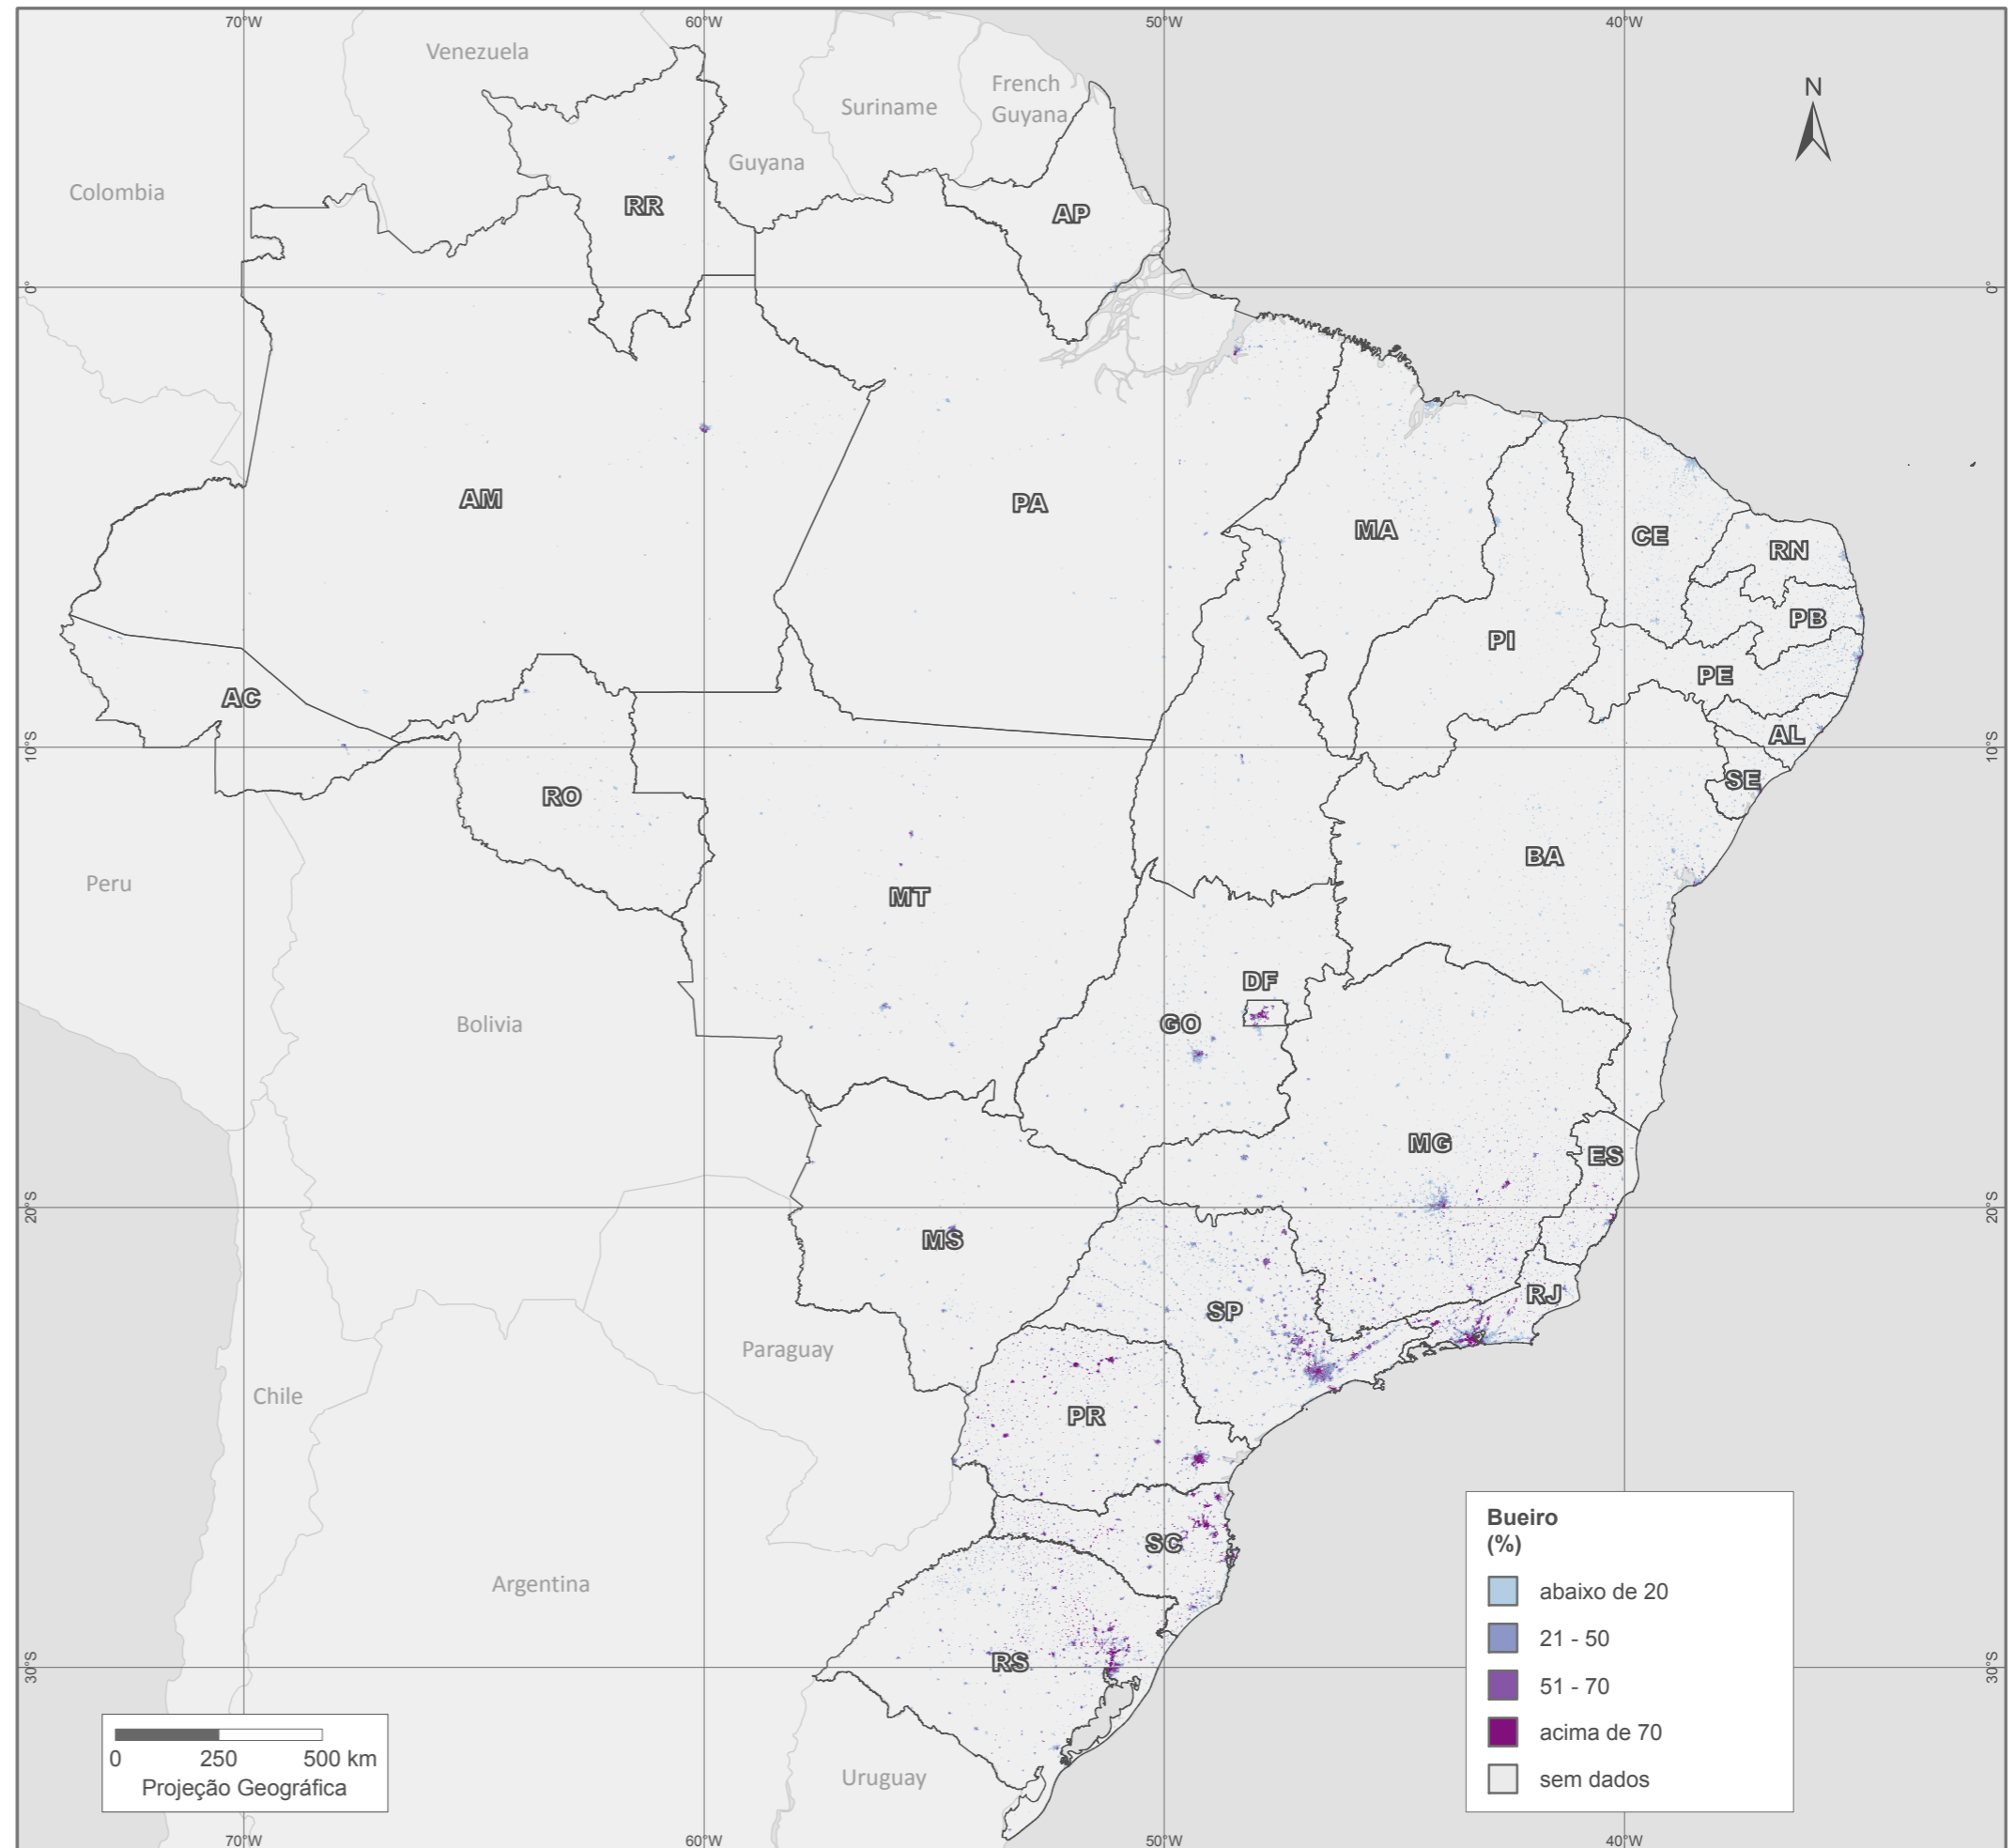 70°W
60°W
50°W
40°W
Venezuela
French
Guyana
Suriname
N
Guyana
Colombia
RR
AP
0°
0°
AM
PA
MA
CE
RN
PB
PI
PE
AC
AL
10°S
10°S
SE
RO
BA
MT
Peru
DF
GO
Bolivia
MG
ES
20°S
20°S
MS
RJ
SP
Paraguay
Chile
PR
SC
Argentina
RS
30°S
30°S
Uruguay
Bueiro
(%)
abaixo de 20
21 - 50
51 - 70
acima de 70
sem dados
0 250 500 km
Projeção Geográfica
70°W
60°W
50°W
40°W